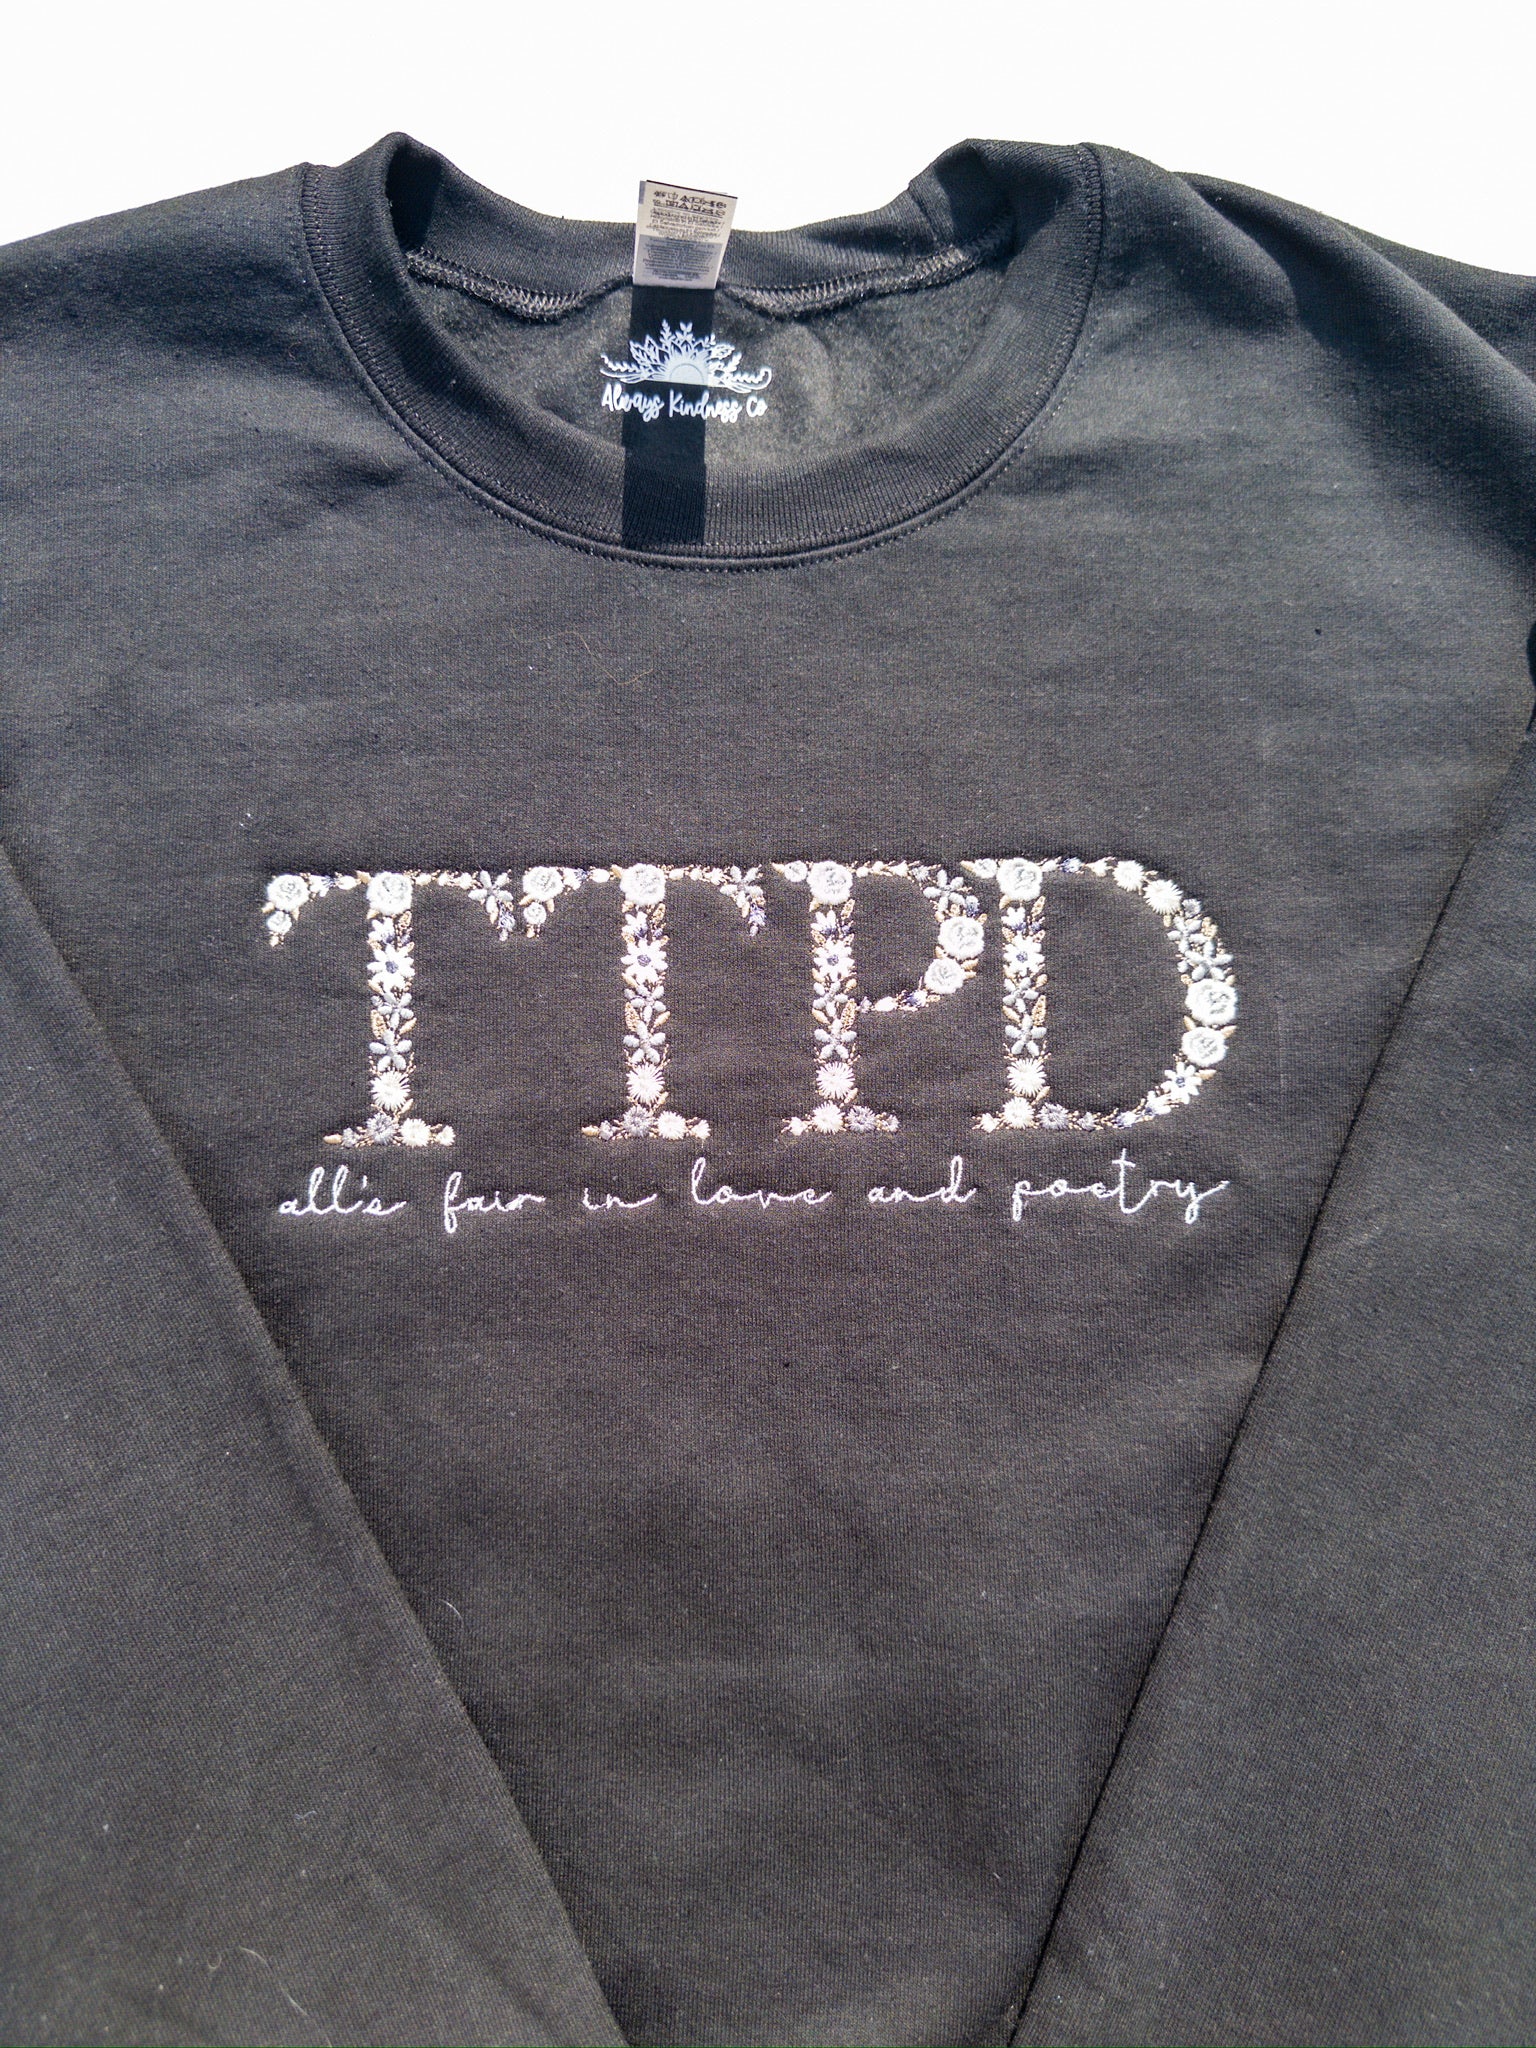 Always Kindness Co
TTPD
all's fair in love and poetry